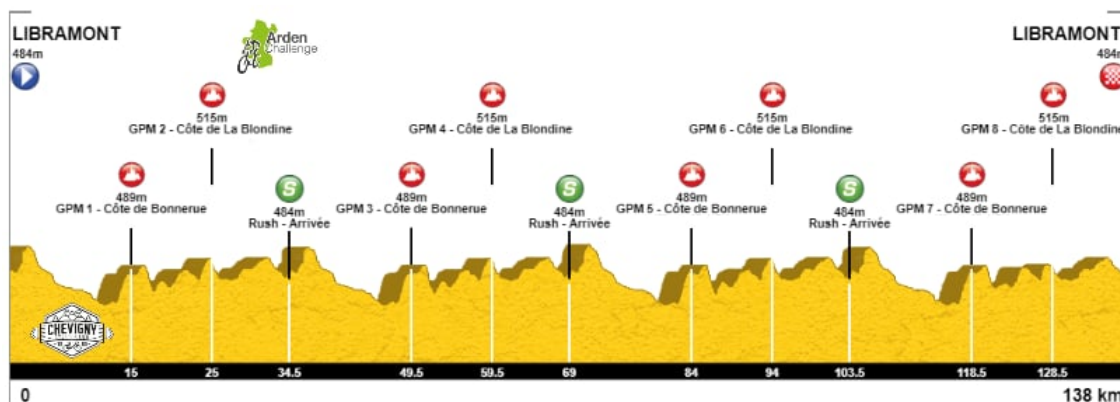 LIBRAMONT
484m
Arden
Challenge
LIBRAMONT
484m
515m
GPM 2 - Côte de La Blondine
515m
GPM 4 - Côte de La Blondine
515m
GPM 6 - Côte de La Blondine
515m
GPM 8 - Côte de La Blondine
489m
GPM 1 - Côte de Bonnerue
S
484m
Rush - Arrivée
489m
GPM 3 - Côte de Bonnerue
S
484m
Rush - Arrivée
489m
GPM 5 - Côte de Bonnerue
S
484m
Rush - Arrivée
489m
GPM 7 - Côte de Bonnerue
CHEVIGNY
15 25 34.5 49.5 59.5 69 84 94 103.5 118.5 128.5
0 138 km